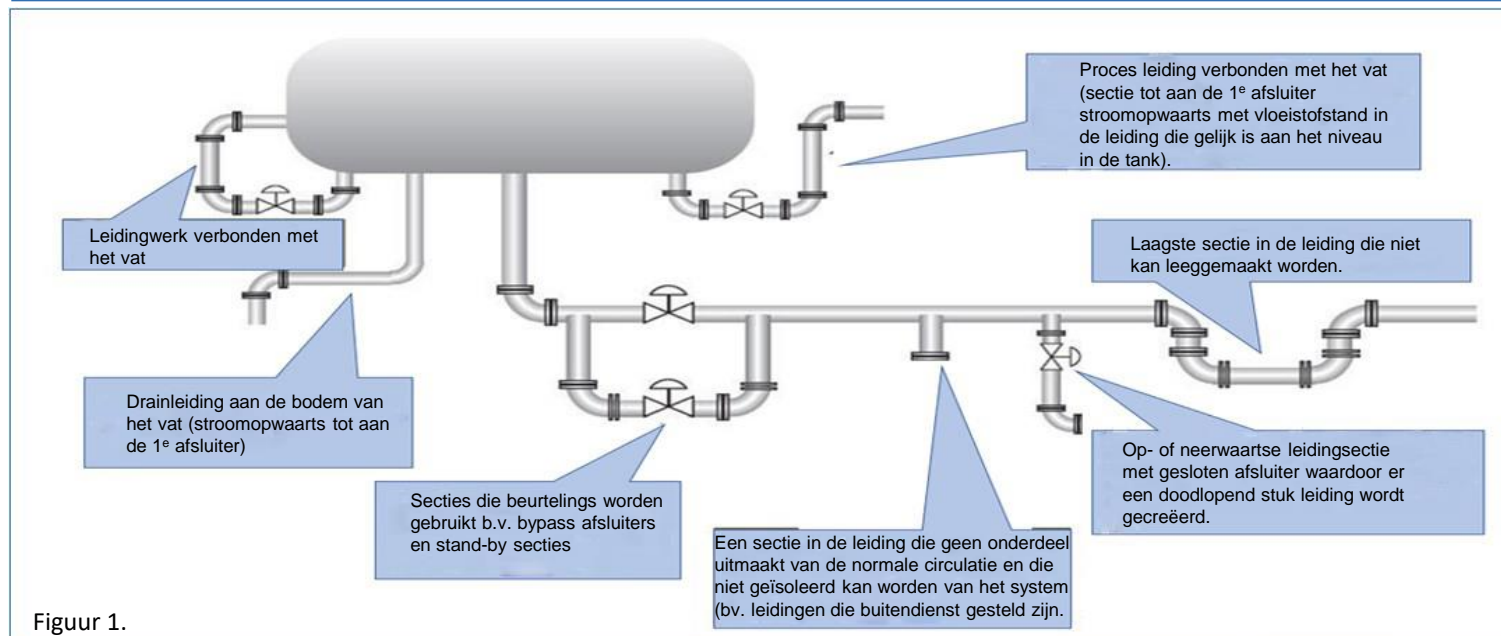 Proces leiding verbonden met het vat
(sectie tot aan de 1e afsluiter
stroomopwaarts met vloeistofstand in
de leiding die gelijk is aan het niveau
in de tank).
Leidingwerk verbonden met
het vat
Laagste sectie in de leiding die niet
kan leeggemaakt worden.
Drainleiding aan de bodem van
het vat (stroomopwaarts tot aan
de 1e afsluiter)
Secties die beurtelings worden
gebruikt b.v. bypass afsluiters
en stand-by secties
Een sectie in de leiding die geen onderdeel
uitmaakt van de normale circulatie en die
niet geïsoleerd kan worden van het system
(bv. leidingen die buitendienst gesteld zijn.
Op- of neerwaartse leidingsectie
met gesloten afsluiter waardoor er
een doodlopend stuk leiding wordt
gecreëerd.
Figuur 1.